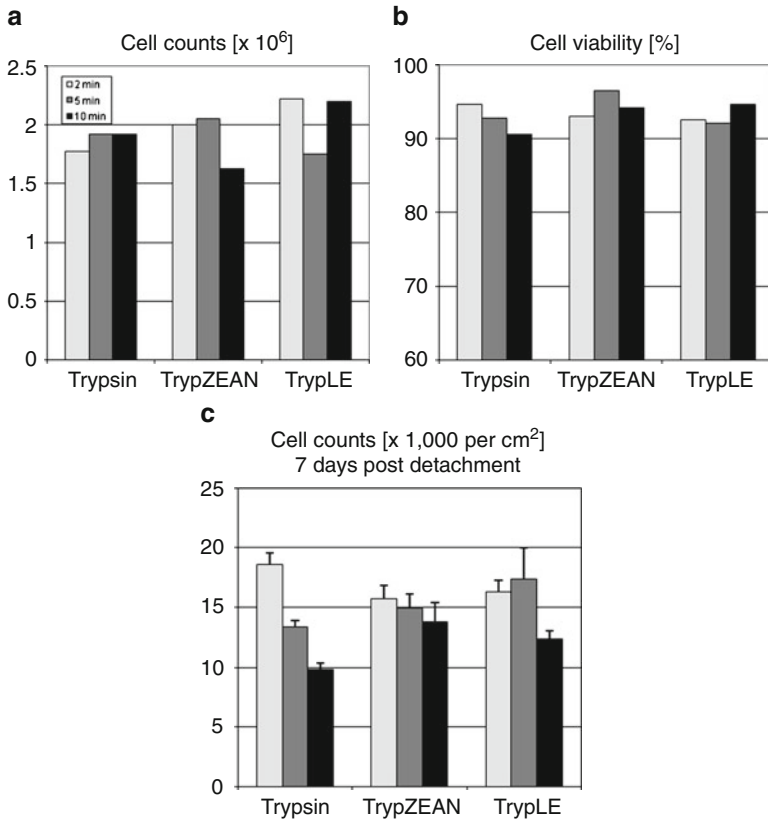 a
Cell counts [x 10⁶]
2.5
2
1.5
1
0.5
0
2 min
5 min
10 min
Trypsin TrypZEAN TrypLE
b
Cell viability [%]
100
90
80
70
60
Trypsin TrypZEAN TrypLE
c
Cell counts [x 1,000 per cm²]
7 days post detachment
25
20
15
10
5
0
Trypsin TrypZEAN TrypLE